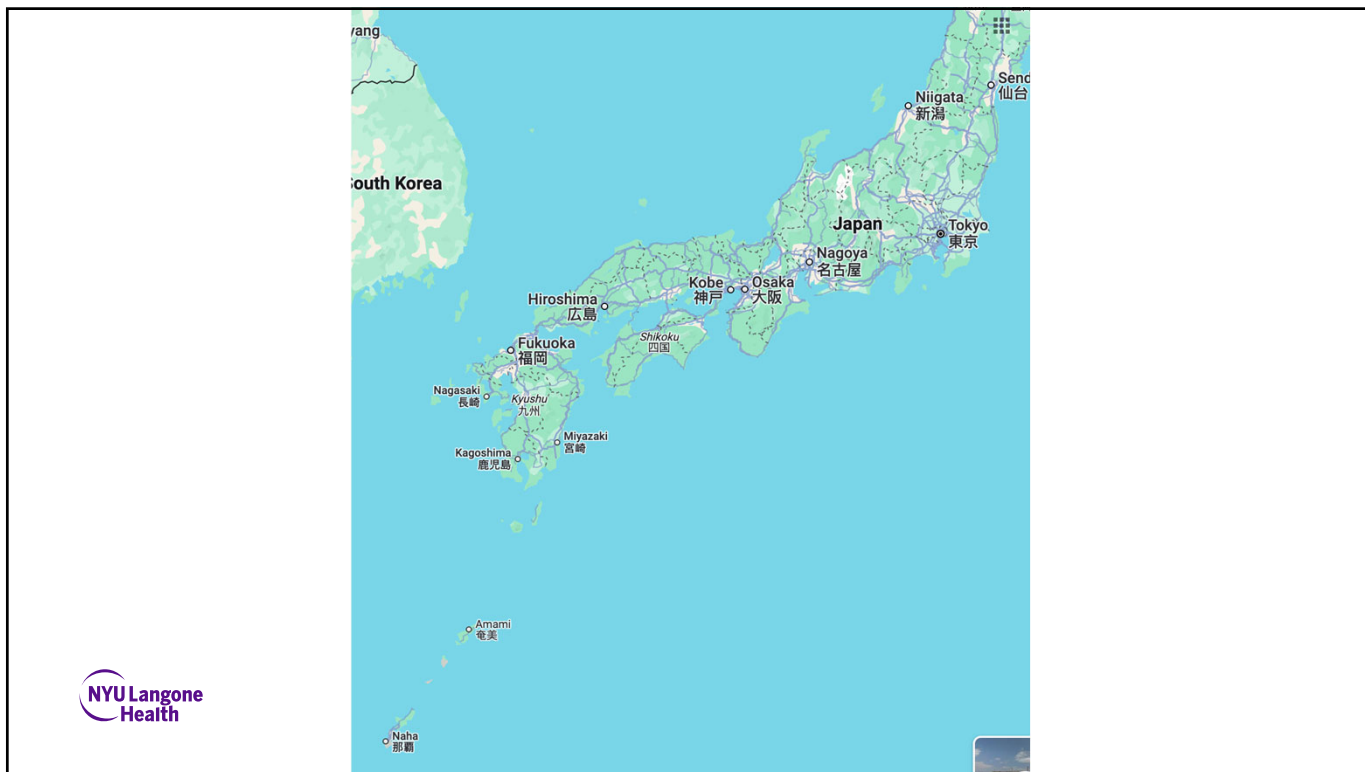 yang
Send
仙台
Niigata
新潟
South Korea
Japan
Tokyo
東京
Nagoya
名古屋
Kobe
神戸
Osaka
大阪
Hiroshima
広島
Shikoku
四国
Fukuoka
福岡
Nagasaki
長崎
Kyushu
九州
Miyazaki
宮崎
Kagoshima
鹿児島
Amami
奄美
NYU Langone
Health
Naha
那覇